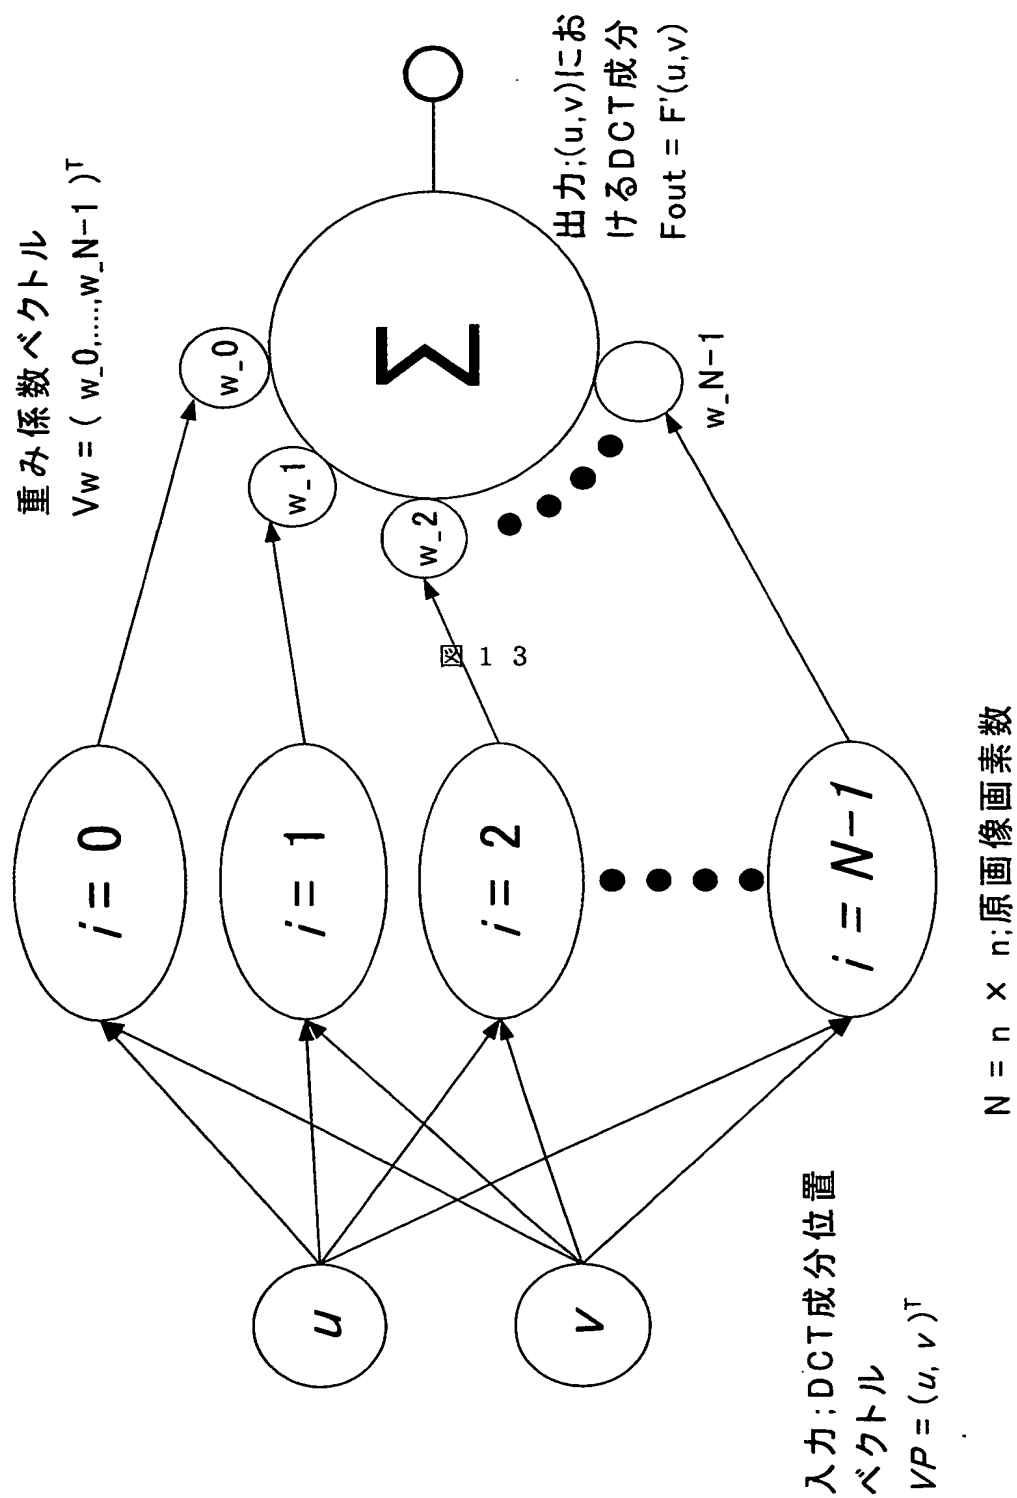 重み係数ベクトル
Vw = ( w_0,....,w_N-1 )ᵀ
i = 0
i = 1
i = 2
i = N-1
u
v
w_0
w_1
w_2
w_N-1
Σ
出力;(u,v)にお
けるDCT成分
Fout = F'(u,v)
入力;DCT成分位置
ベクトル
VP = (u, v)ᵀ
N = n × n;原画像画素数
図13